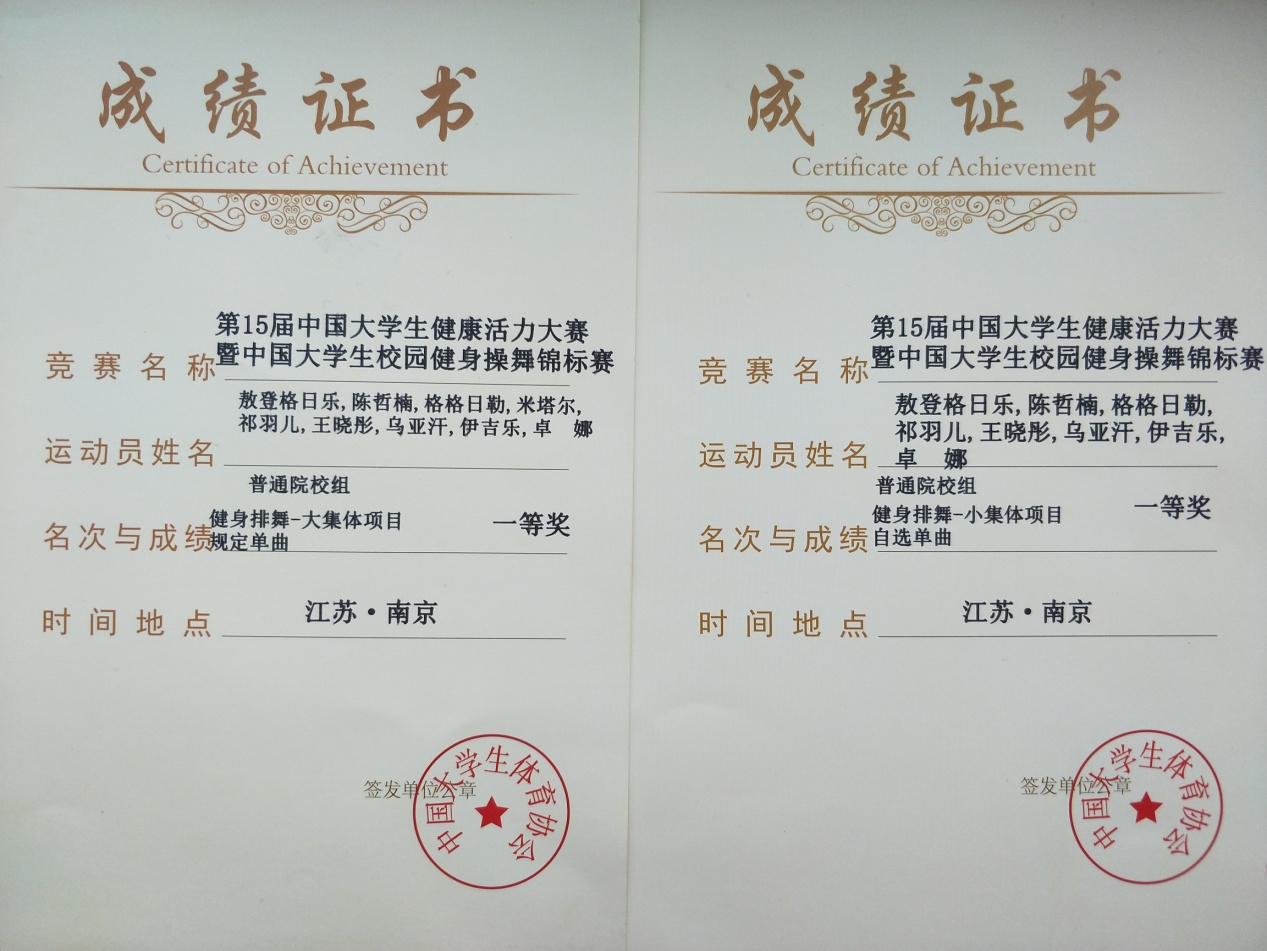 成绩证书
Certificate of Achievement
竞赛名称
第15届中国大学生健康活力大赛
暨中国大学生校园健身操舞锦标赛
运动员姓名
敖登格日乐,陈哲楠,格格日勒,米塔尔,
祁羽儿,王晓彤,乌亚汗,伊吉乐,卓 娜
名次与成绩
普通院校组
健身排舞-大集体项目 一等奖
规定单曲
时间地点 江苏·南京
签发单位公章
中国大学生体育协会
成绩证书
Certificate of Achievement
竞赛名称
第15届中国大学生健康活力大赛
暨中国大学生校园健身操舞锦标赛
运动员姓名
敖登格日乐,陈哲楠,格格日勒,
祁羽儿,王晓彤,乌亚汗,伊吉乐,
卓 娜
名次与成绩
普通院校组
健身排舞-小集体项目 一等奖
自选单曲
时间地点 江苏·南京
签发单位公章
中国大学生体育协会